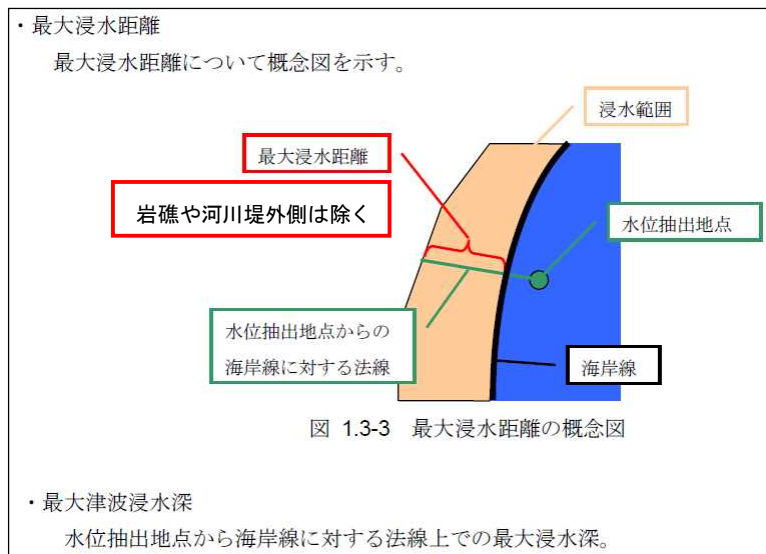 ・最大浸水距離
最大浸水距離について概念図を示す。
浸水範囲
最大浸水距離
岩礁や河川堤外側は除く
水位抽出地点
水位抽出地点からの
海岸線に対する法線
海岸線
図 1.3-3 最大浸水距離の概念図
・最大津波浸水深
水位抽出地点から海岸線に対する法線上での最大浸水深。